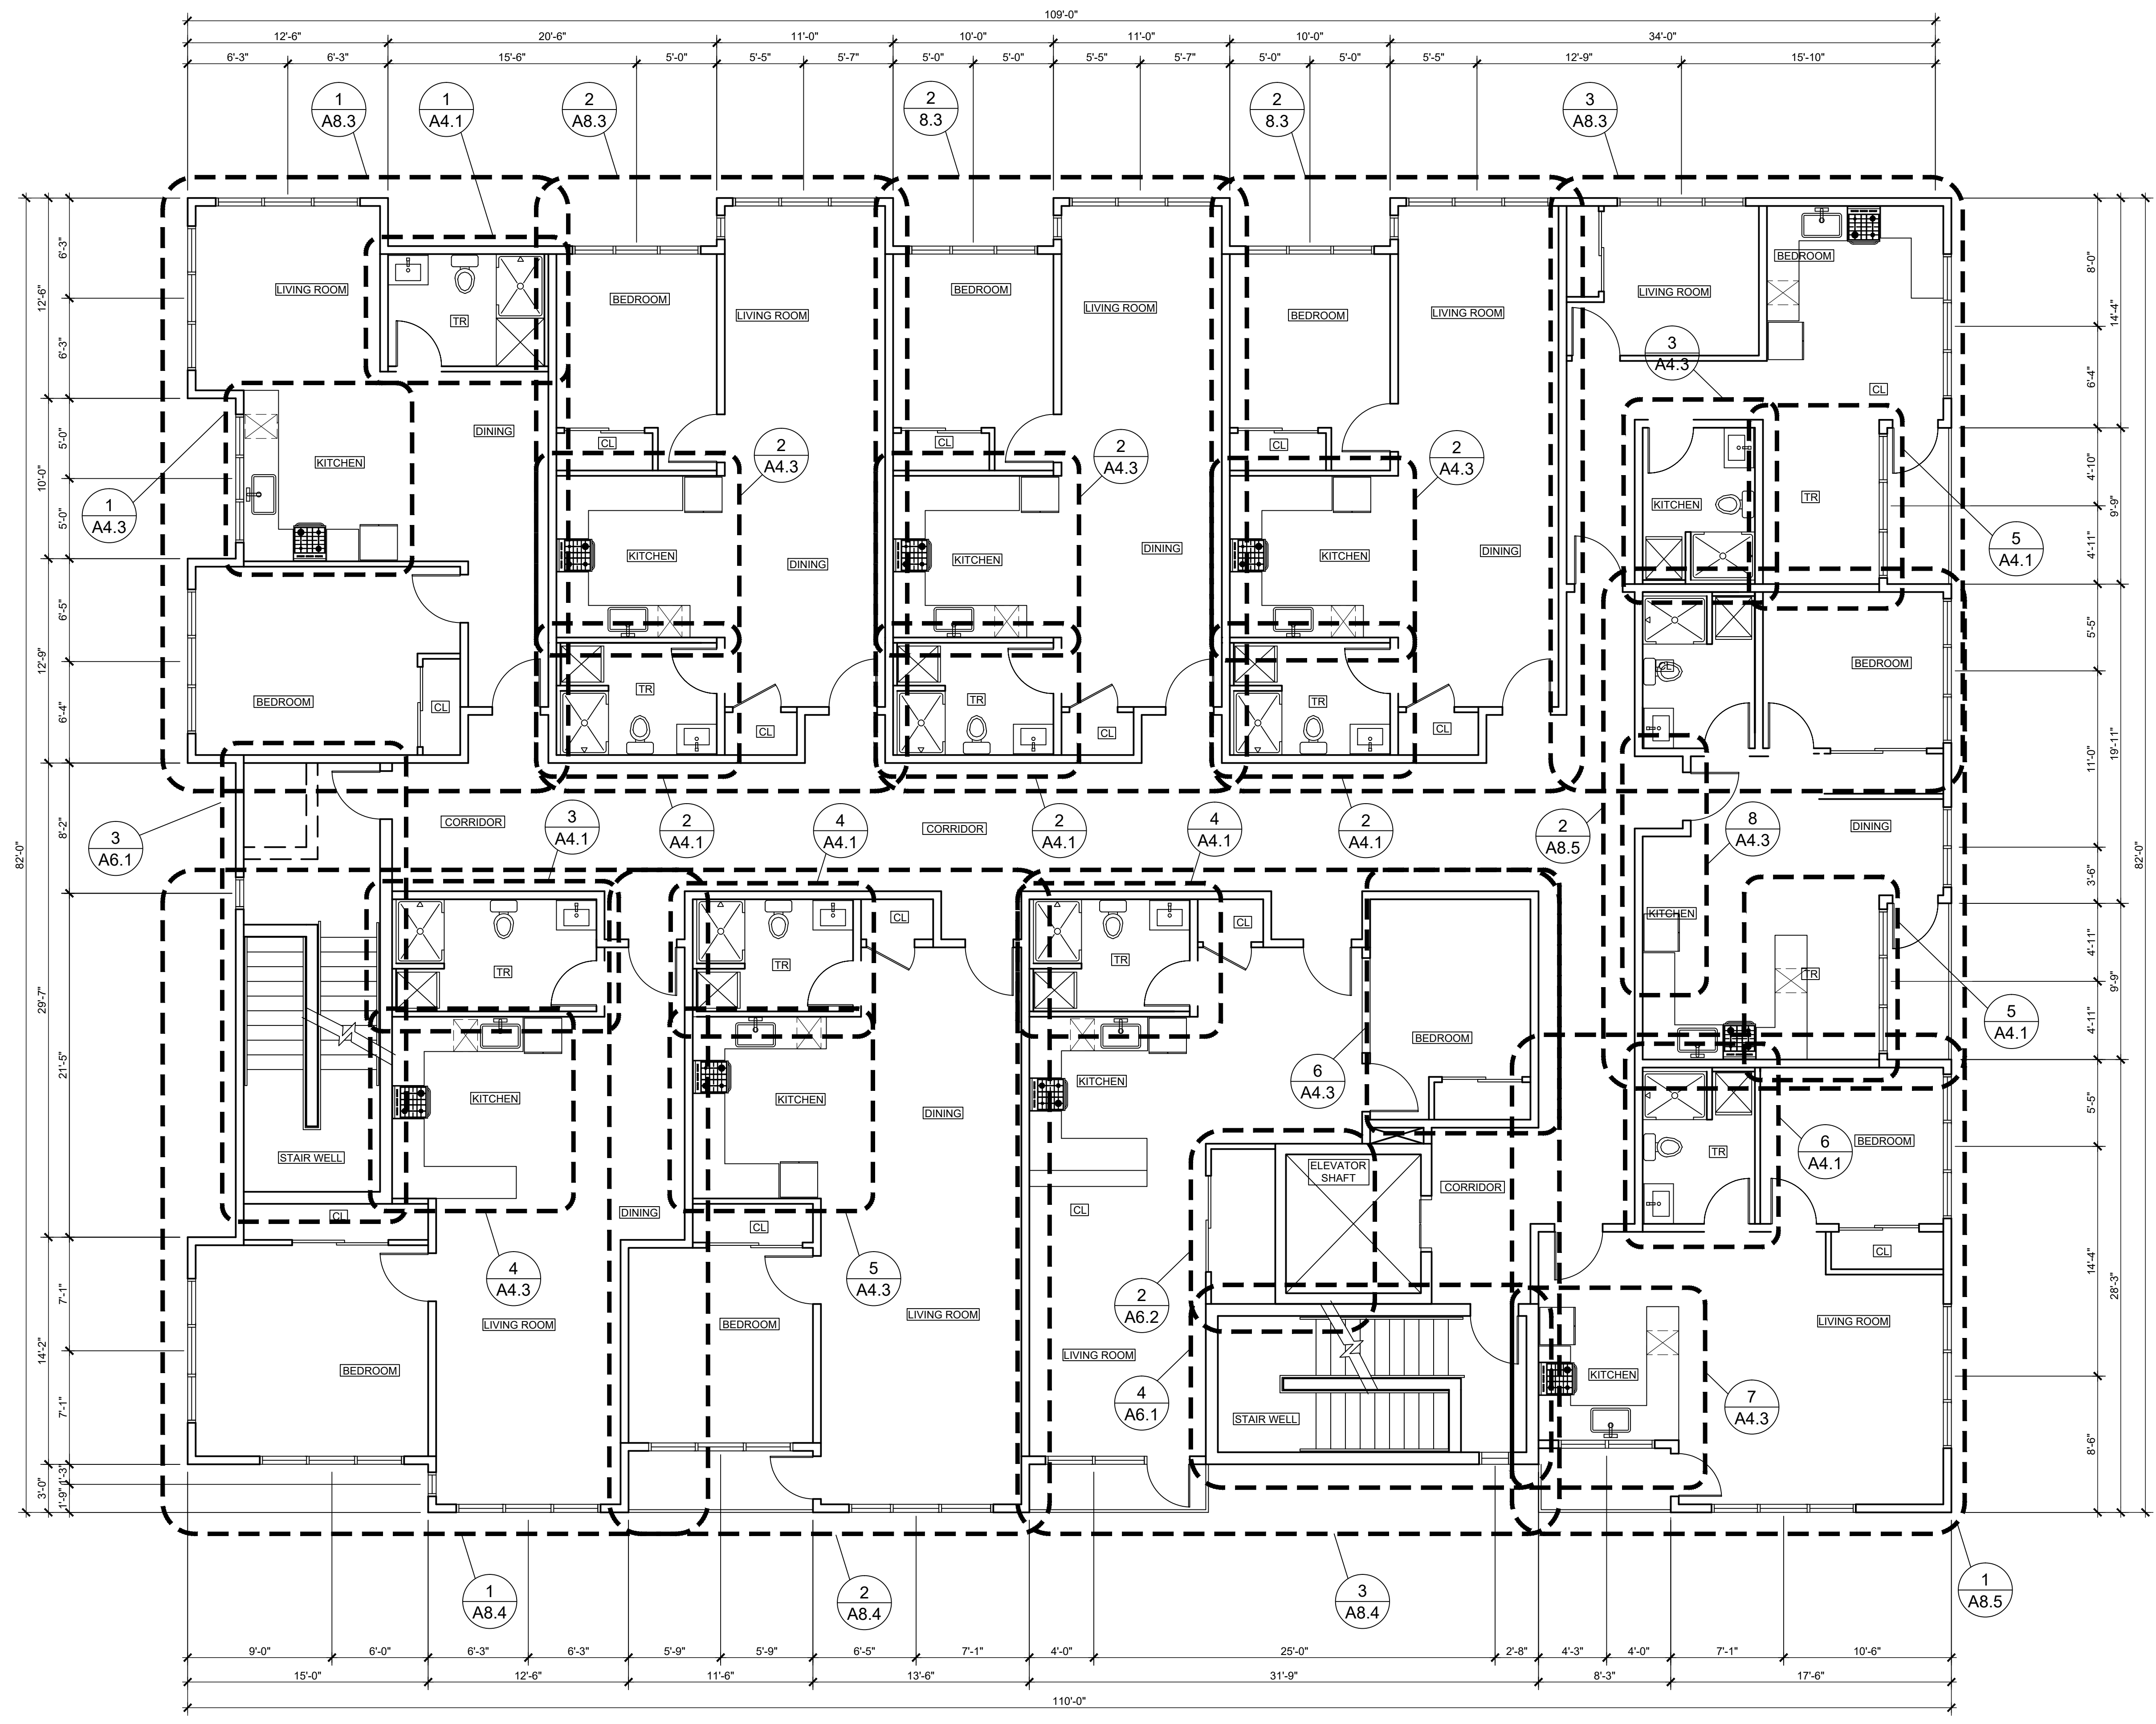 109'-0"
12'-6" 20'-6" 11'-0" 10'-0" 11'-0" 10'-0" 34'-0"
6'-3" 6'-3" 15'-6" 5'-0" 5'-5" 5'-7" 5'-0" 5'-0" 5'-5" 5'-7" 5'-0" 5'-0" 5'-5" 12'-9" 15'-10"
1
A8.3
1
A4.1
2
A8.3
2
8.3
2
8.3
3
A8.3
LIVING ROOM
TR
BEDROOM
LIVING ROOM
BEDROOM
LIVING ROOM
BEDROOM
LIVING ROOM
LIVING ROOM
BEDROOM
3
A4.3
CL
DINING
KITCHEN
CL
2
A4.3
CL
2
A4.3
CL
2
A4.3
1
A4.3
KITCHEN
TR
5
A4.1
KITCHEN
DINING
KITCHEN
DINING
KITCHEN
DINING
BEDROOM
CL
TR
CL
TR
CL
TR
CL
CL
BEDROOM
3
A6.1
CORRIDOR
3
A4.1
2
A4.1
4
A4.1
CORRIDOR
2
A4.1
4
A4.1
2
A4.1
2
A8.5
8
A4.3
DINING
TR
TR
CL
TR
CL
KITCHEN
TR
5
A4.1
STAIR WELL
KITCHEN
KITCHEN
DINING
KITCHEN
6
A4.3
BEDROOM
TR
6
A4.1
BEDROOM
CL
DINING
CL
CL
ELEVATOR
SHAFT
CORRIDOR
CL
4
A4.3
5
A4.3
2
A6.2
BEDROOM
LIVING ROOM
BEDROOM
LIVING ROOM
LIVING ROOM
4
A6.1
STAIR WELL
KITCHEN
7
A4.3
LIVING ROOM
1
A8.4
2
A8.4
3
A8.4
1
A8.5
82'-0"
12'-6" 10'-0" 12'-9" 29'-7" 14'-2" 3'-0"
6'-3" 6'-3" 5'-0" 5'-0" 6'-5" 6'-4" 8'-2" 21'-5" 7'-1" 7'-1" 1'-3" 1'-9"
8'-0" 6'-4" 4'-10" 4'-11" 5'-5" 11'-0" 3'-6" 4'-11" 4'-11" 5'-5" 14'-4" 8'-6"
14'-4" 9'-9" 19'-11" 9'-9" 28'-3"
82'-0"
9'-0" 6'-0" 6'-3" 6'-3" 5'-9" 5'-9" 6'-5" 7'-1" 4'-0" 25'-0" 2'-8" 4'-3" 4'-0" 7'-1" 10'-6"
15'-0" 12'-6" 11'-6" 13'-6" 31'-9" 8'-3" 17'-6"
110'-0"